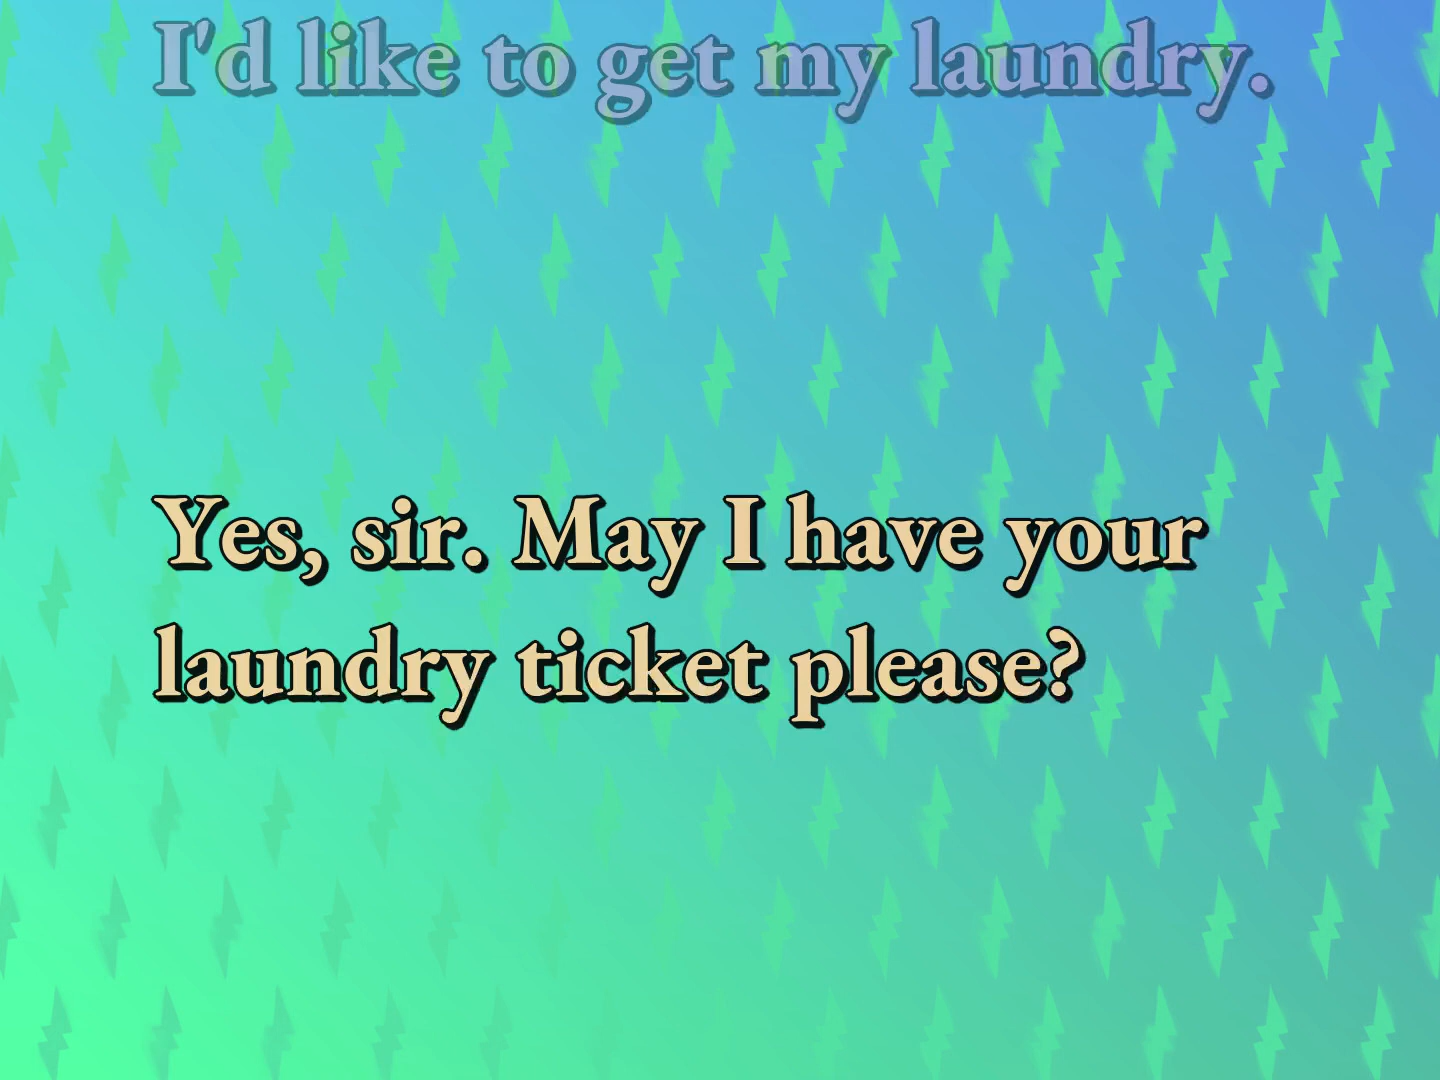 I'd like to get my laundry.
Yes, sir. May I have your
laundry ticket please?